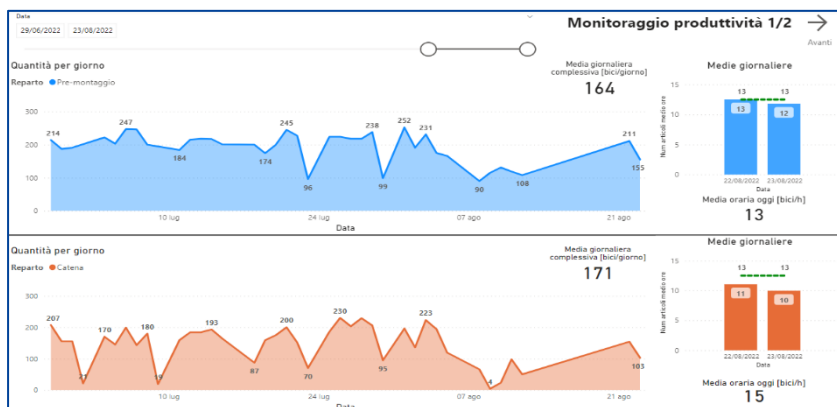 Data
29/06/2022 23/08/2022
Monitoraggio produttività 1/2
Avanti
Quantità per giorno
Reparto Pre-montaggio
Media giornaliera
complessiva [bici/giorno]
164
300
200
100
0
214
247
184
174
245
96
238
99
252
231
90
108
211
155
10 lug
24 lug
07 ago
21 ago
Data
Medie giornaliere
Num articoli medio ore
15
10
5
0
13
13
13
12
22/08/2022
23/08/2022
Data
Media oraria oggi [bici/h]
13
Quantità per giorno
Reparto Catena
Media giornaliera
complessiva [bici/giorno]
171
300
200
100
0
207
21
170
180
19
193
87
200
70
230
95
223
4
103
10 lug
24 lug
07 ago
21 ago
Data
Medie giornaliere
Num articoli medio ore
15
10
5
0
13
13
11
10
22/08/2022
23/08/2022
Data
Media oraria oggi [bici/h]
15